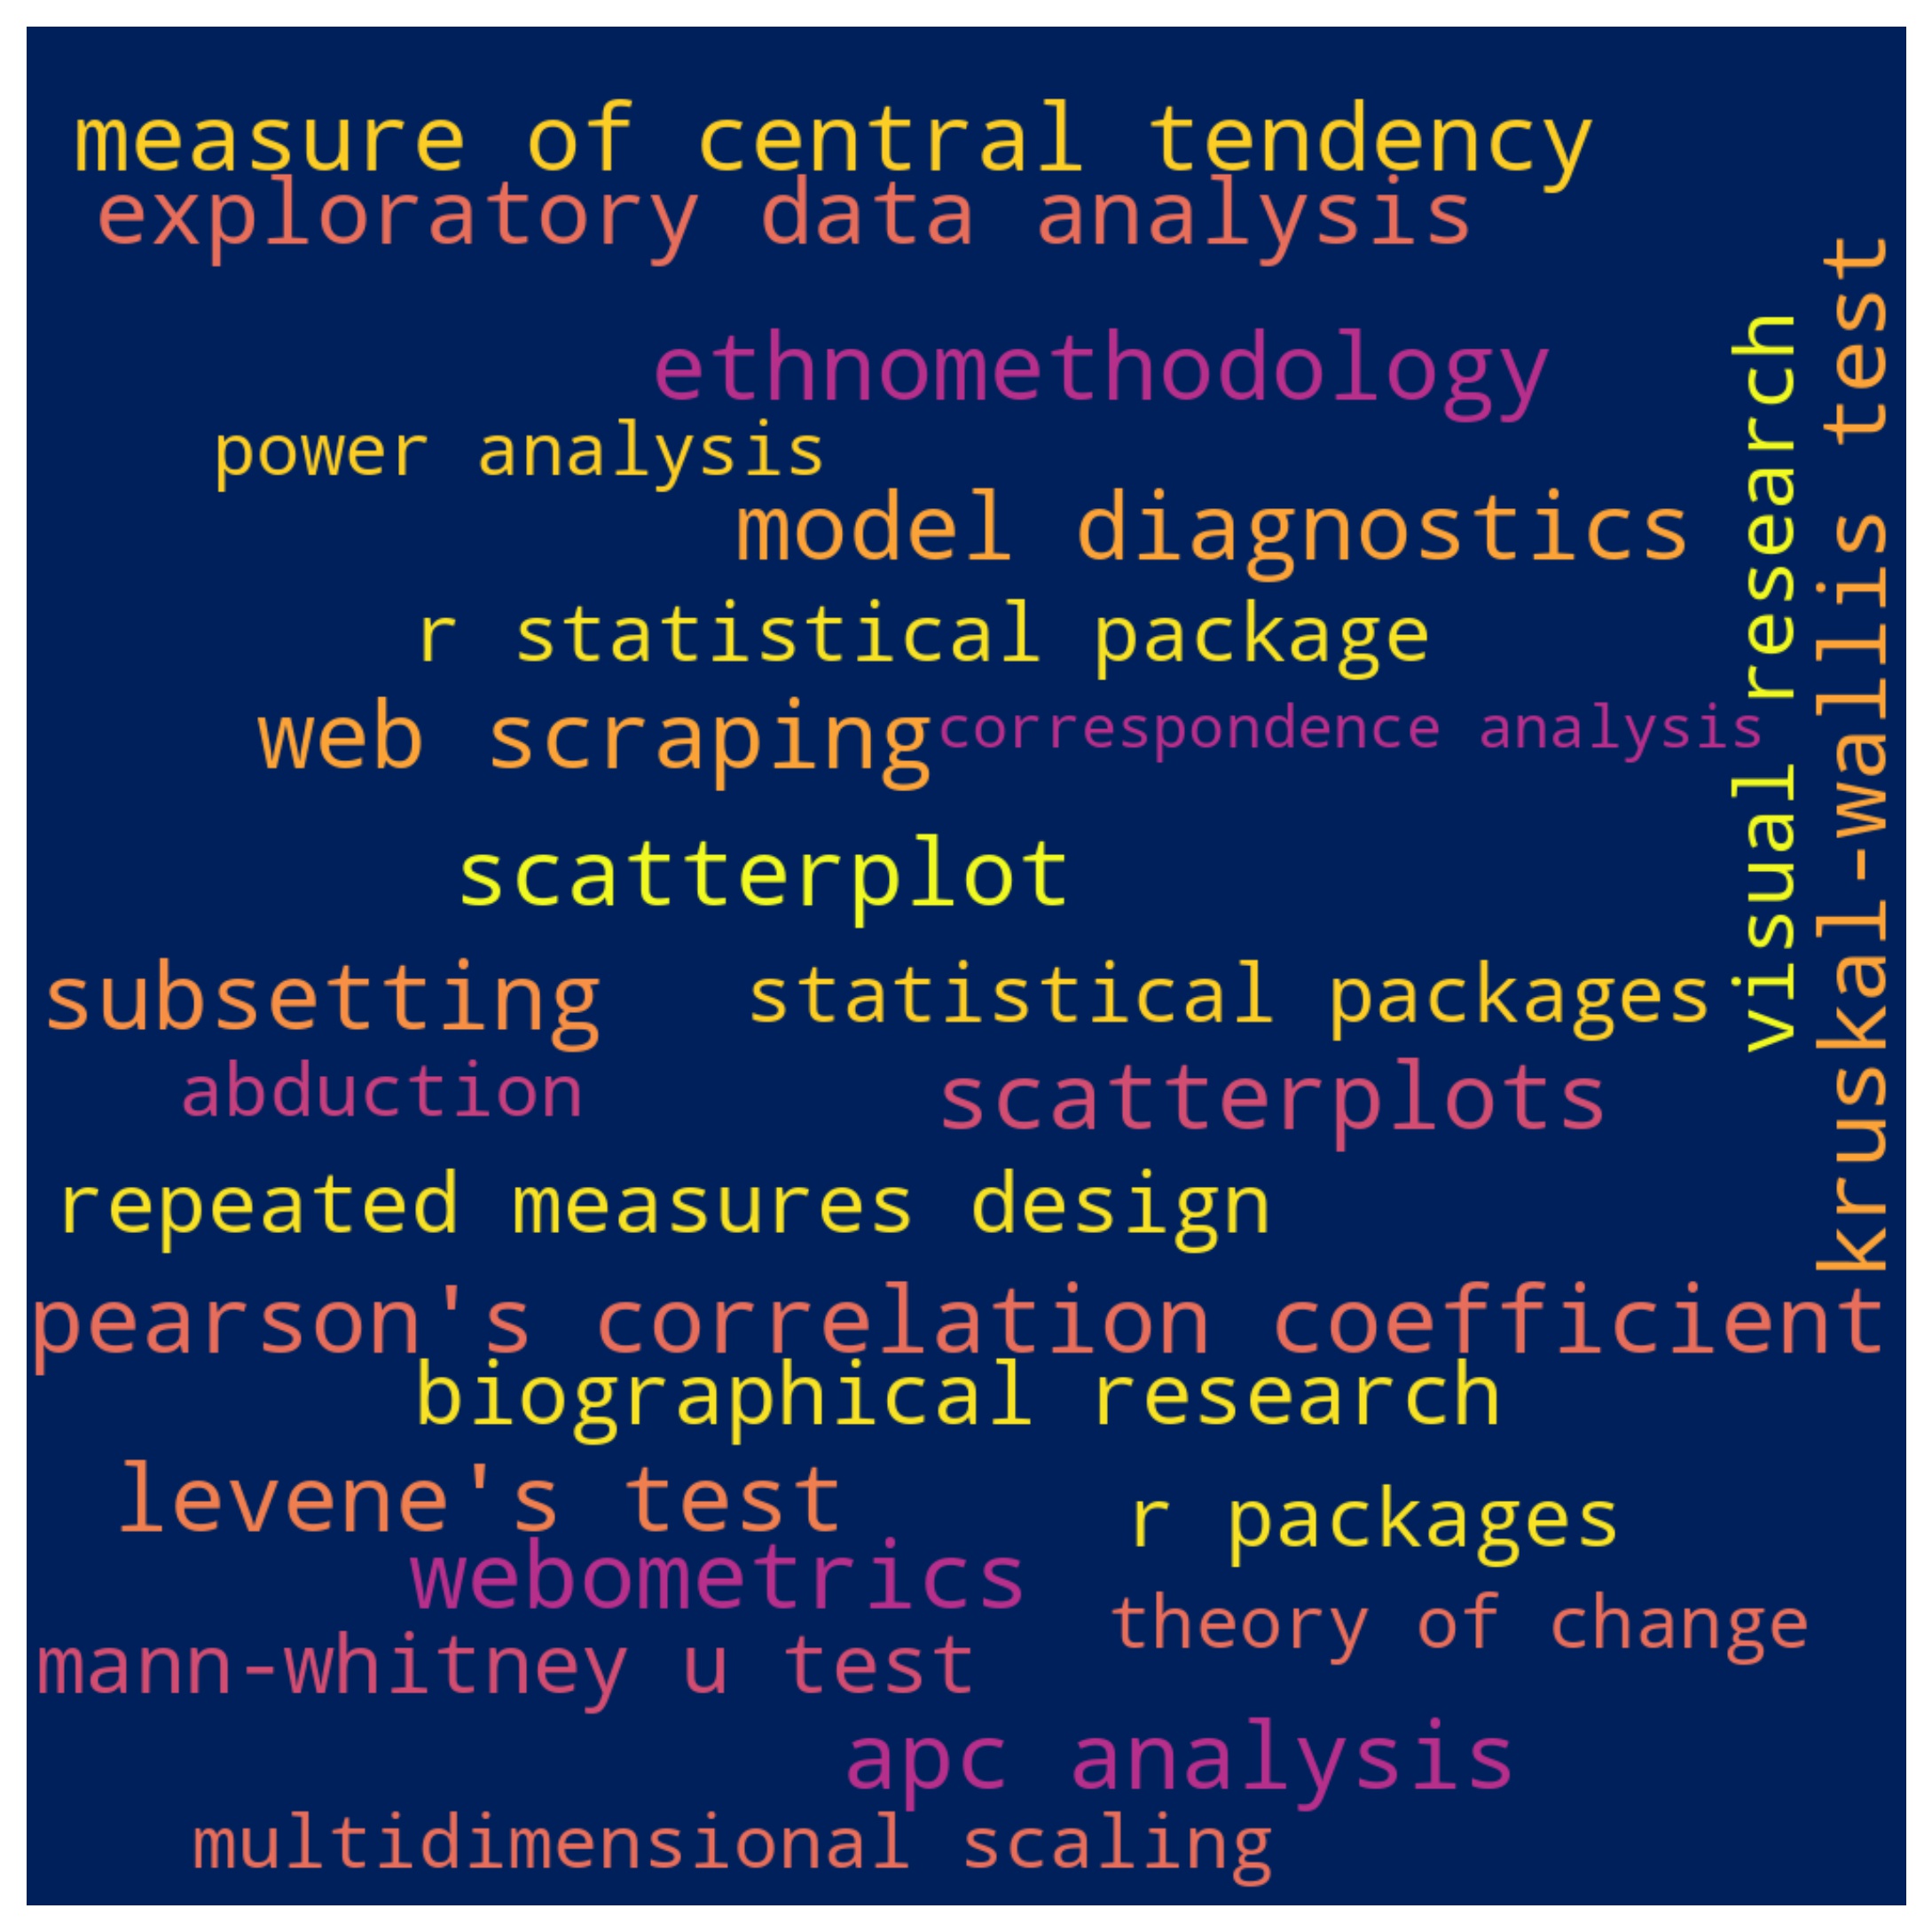 measure of central tendency
exploratory data analysis
ethnomethodology
power analysis
model diagnostics
r statistical package
web scraping
correspondence analysis
scatterplot
subsetting
statistical packages
abduction
scatterplots
repeated measures design
pearson's correlation coefficient
biographical research
levene's test
r packages
webometrics
theory of change
mann-whitney u test
apc analysis
multidimensional scaling
visual research
kruskal-wallis test